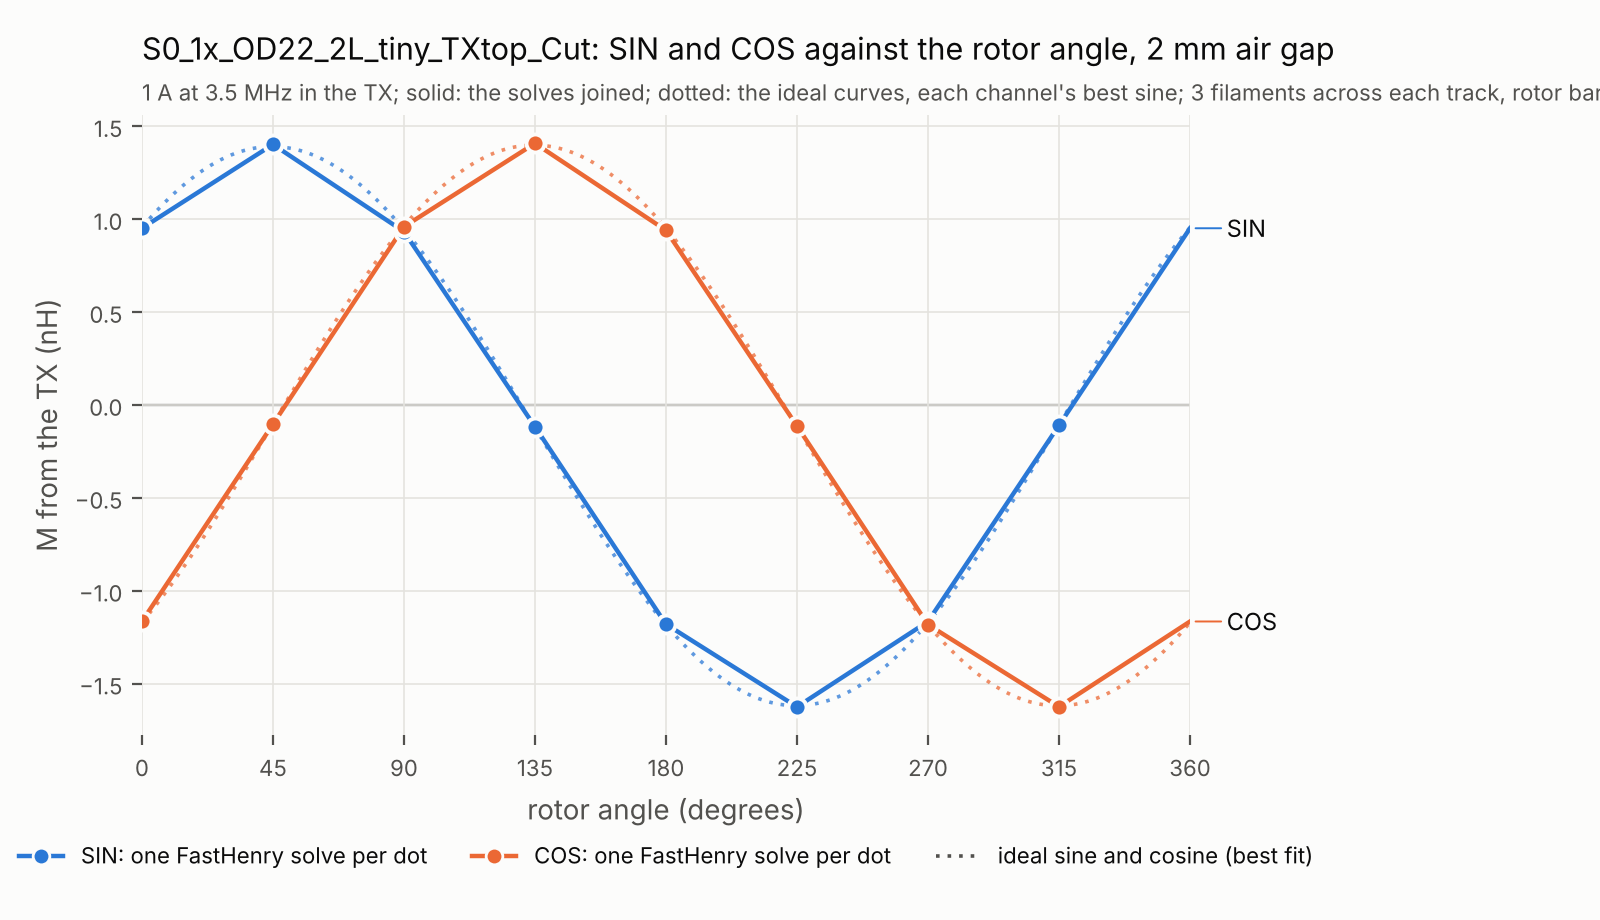 S0_1x_OD22_2L_tiny_TXtop_Cut: SIN and COS against the rotor angle, 2 mm air gap
1 A at 3.5 MHz in the TX; solid: the solves joined; dotted: the ideal curves, each channel's best sine; 3 filaments across each track, rotor
M from the TX (nH)
1.5
1.0
0.5
0.0
−0.5
−1.0
−1.5
SIN
COS
0 45 90 135 180 225 270 315 360
rotor angle (degrees)
SIN: one FastHenry solve per dot COS: one FastHenry solve per dot ideal sine and cosine (best fit)